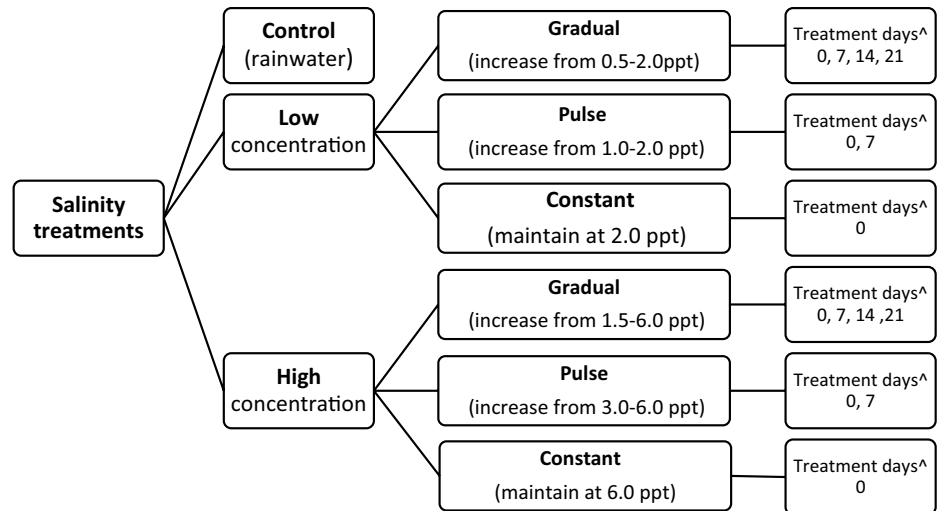 Salinity
treatments
Control
(rainwater)
Low
concentration
Gradual
(increase from 0.5-2.0ppt)
Treatment days^
0, 7, 14, 21
Pulse
(increase from 1.0-2.0 ppt)
Treatment days^
0, 7
Constant
(maintain at 2.0 ppt)
Treatment days^
0
High
concentration
Gradual
(increase from 1.5-6.0 ppt)
Treatment days^
0, 7, 14 ,21
Pulse
(increase from 3.0-6.0 ppt)
Treatment days^
0, 7
Constant
(maintain at 6.0 ppt)
Treatment days^
0